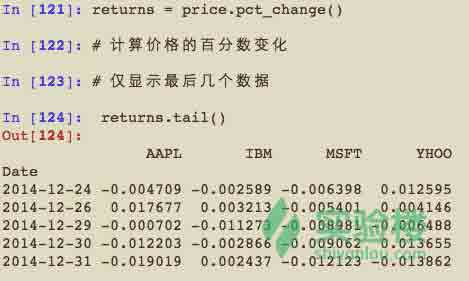 In [121]: returns = price.pct_change()
In [122]: # 计算价格的百分数变化
In [123]: # 仅显示最后几个数据
In [124]:  returns.tail()
Out[124]:
AAPL IBM MSFT YHOO
Date
2014-12-24 -0.004709 -0.002589 -0.006398 0.012595
2014-12-26 0.017677 0.003213 -0.005401 0.004146
2014-12-29 -0.000702 -0.011273 -0.008981 -0.006488
2014-12-30 -0.012203 -0.002866 -0.009062 0.013655
2014-12-31 -0.019019 0.002437 -0.012123 -0.013862
实验楼
shiyanlou.com